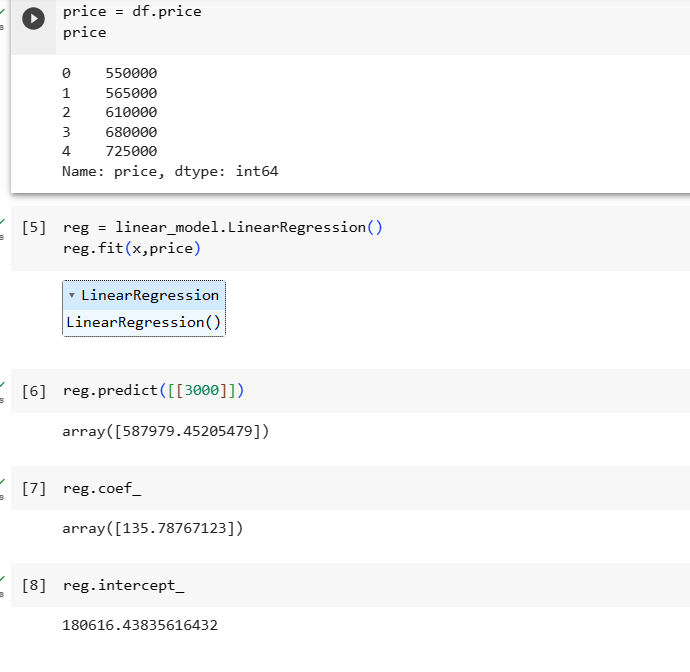 price = df.price
price
0    550000
1    565000
2    610000
3    680000
4    725000
Name: price, dtype: int64
[5] reg = linear_model.LinearRegression()
reg.fit(x,price)
▾ LinearRegression
LinearRegression()
[6] reg.predict([[3000]])
array([587979.45205479])
[7] reg.coef_
array([135.78767123])
[8] reg.intercept_
180616.43835616432